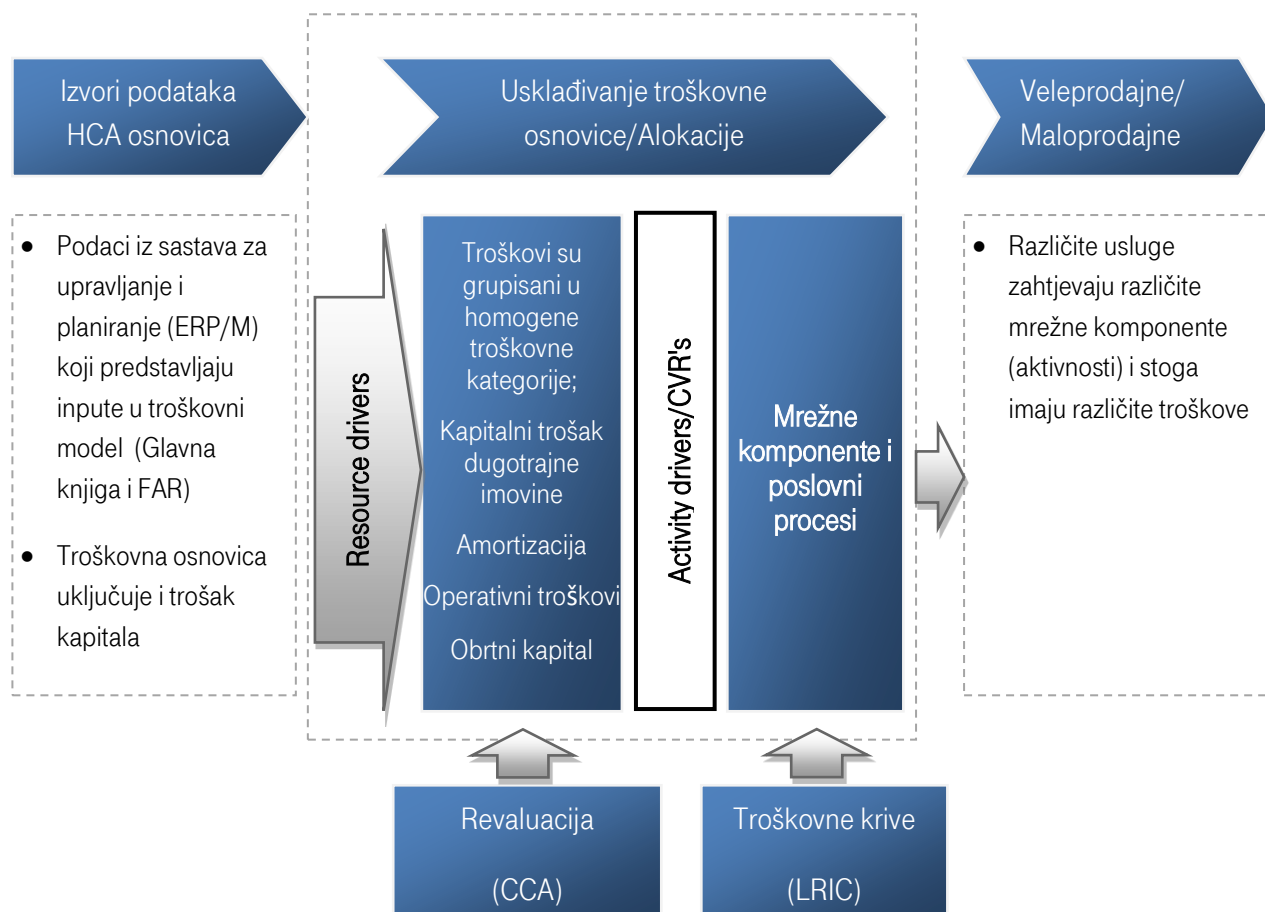 Izvori podataka
HCA osnovica
Usklađivanje troškovne
osnovice/Alokacije
Veleprodajne/
Maloprodajne
● Podaci iz sastava za
upravljanje i
planiranje (ERP/M)
koji predstavljaju
inpute u troškovni
model (Glavna
knjiga i FAR)
● Troškovna osnovica
uključuje i trošak
kapitala
Resource drivers
Troškovi su
grupisani u
homogene
troškovne
kategorije;
Kapitalni trošak
dugotrajne
imovine
Amortizacija
Operativni troškovi
Obrtni kapital
Activity drivers/CVR's
Mrežne
komponente i
poslovni
procesi
● Različite usluge
zahtjevaju različite
mrežne komponente
(aktivnosti) i stoga
imaju različite troškove
Revaluacija
(CCA)
Troškovne krive
(LRIC)